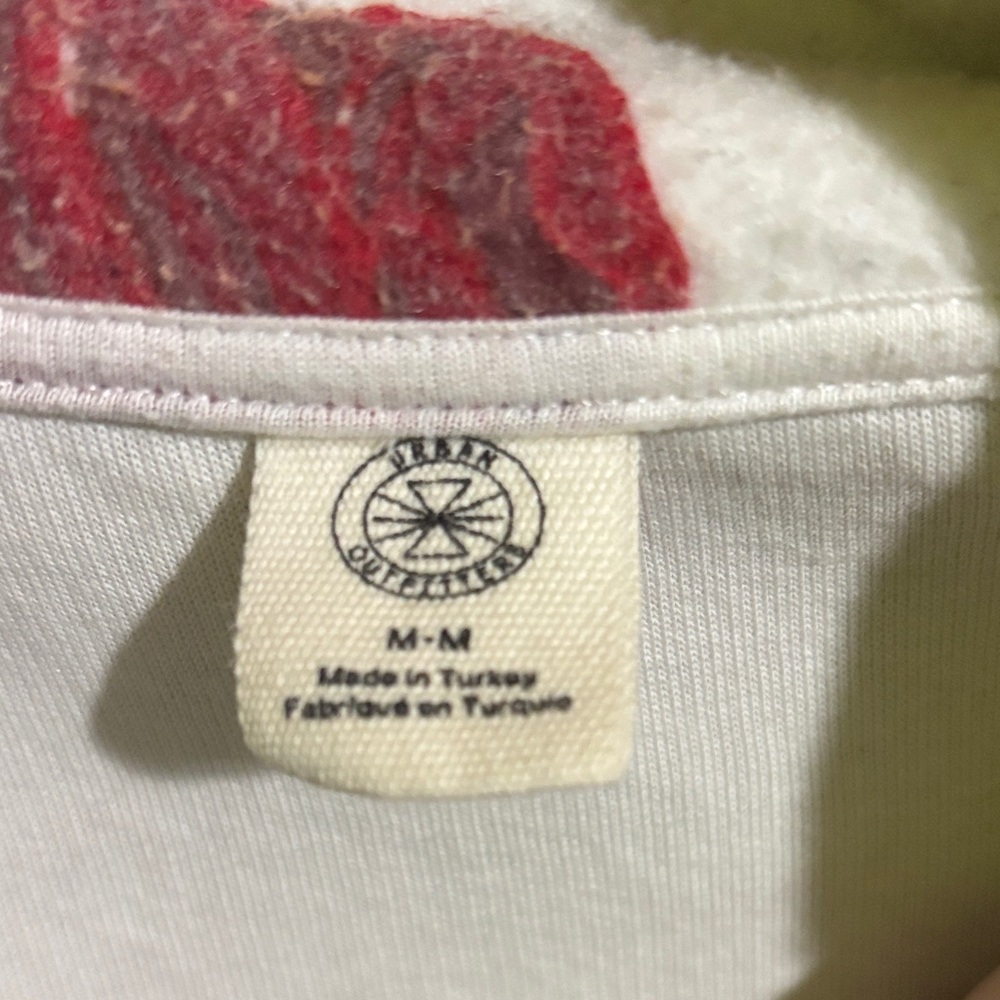 URBAN
OUTFITTERS
M-M
Made in Turkey
Fabriqué en Turquie